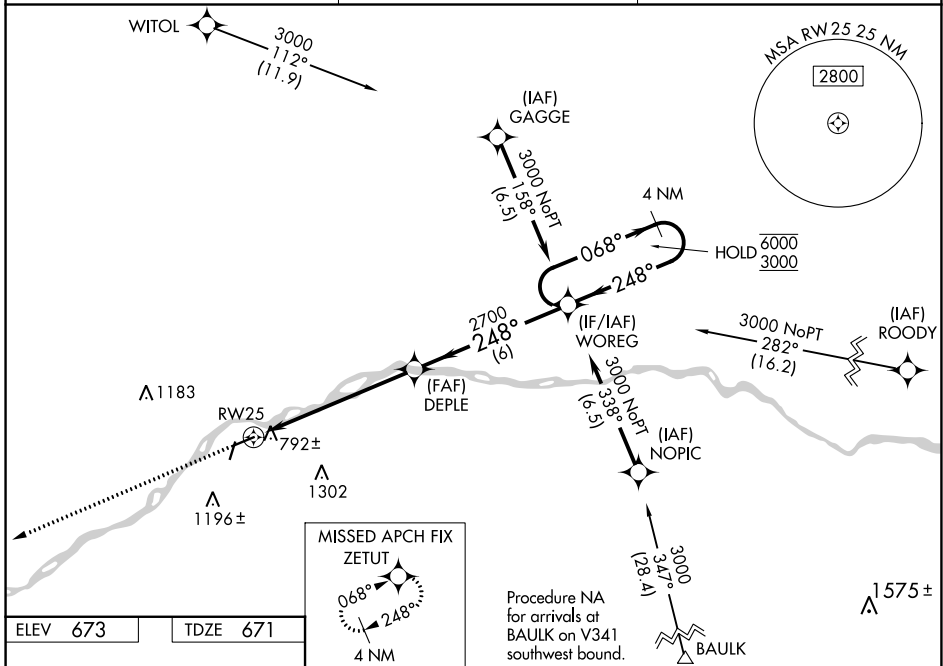 WITOL
3000
112°
(11.9)
MSA RW25 25 NM
2800
(IAF)
GAGGE
3000 NoPT
158°
(6.5)
4 NM
068°
248°
HOLD 6000
3000
2700
248°
(6)
(IF/IAF)
WOREG
3000 NoPT
282°
(16.2)
(IAF)
ROODY
(FAF)
DEPLE
3000 NoPT
338°
(6.5)
(IAF)
NOPIC
1183
RW25
792±
1302
1196±
MISSED APCH FIX
ZETUT
068°
248°
4 NM
3000
347°
(28.4)
BAULK
Procedure NA
for arrivals at
BAULK on V341
southwest bound.
1575±
ELEV 673
TDZE 671